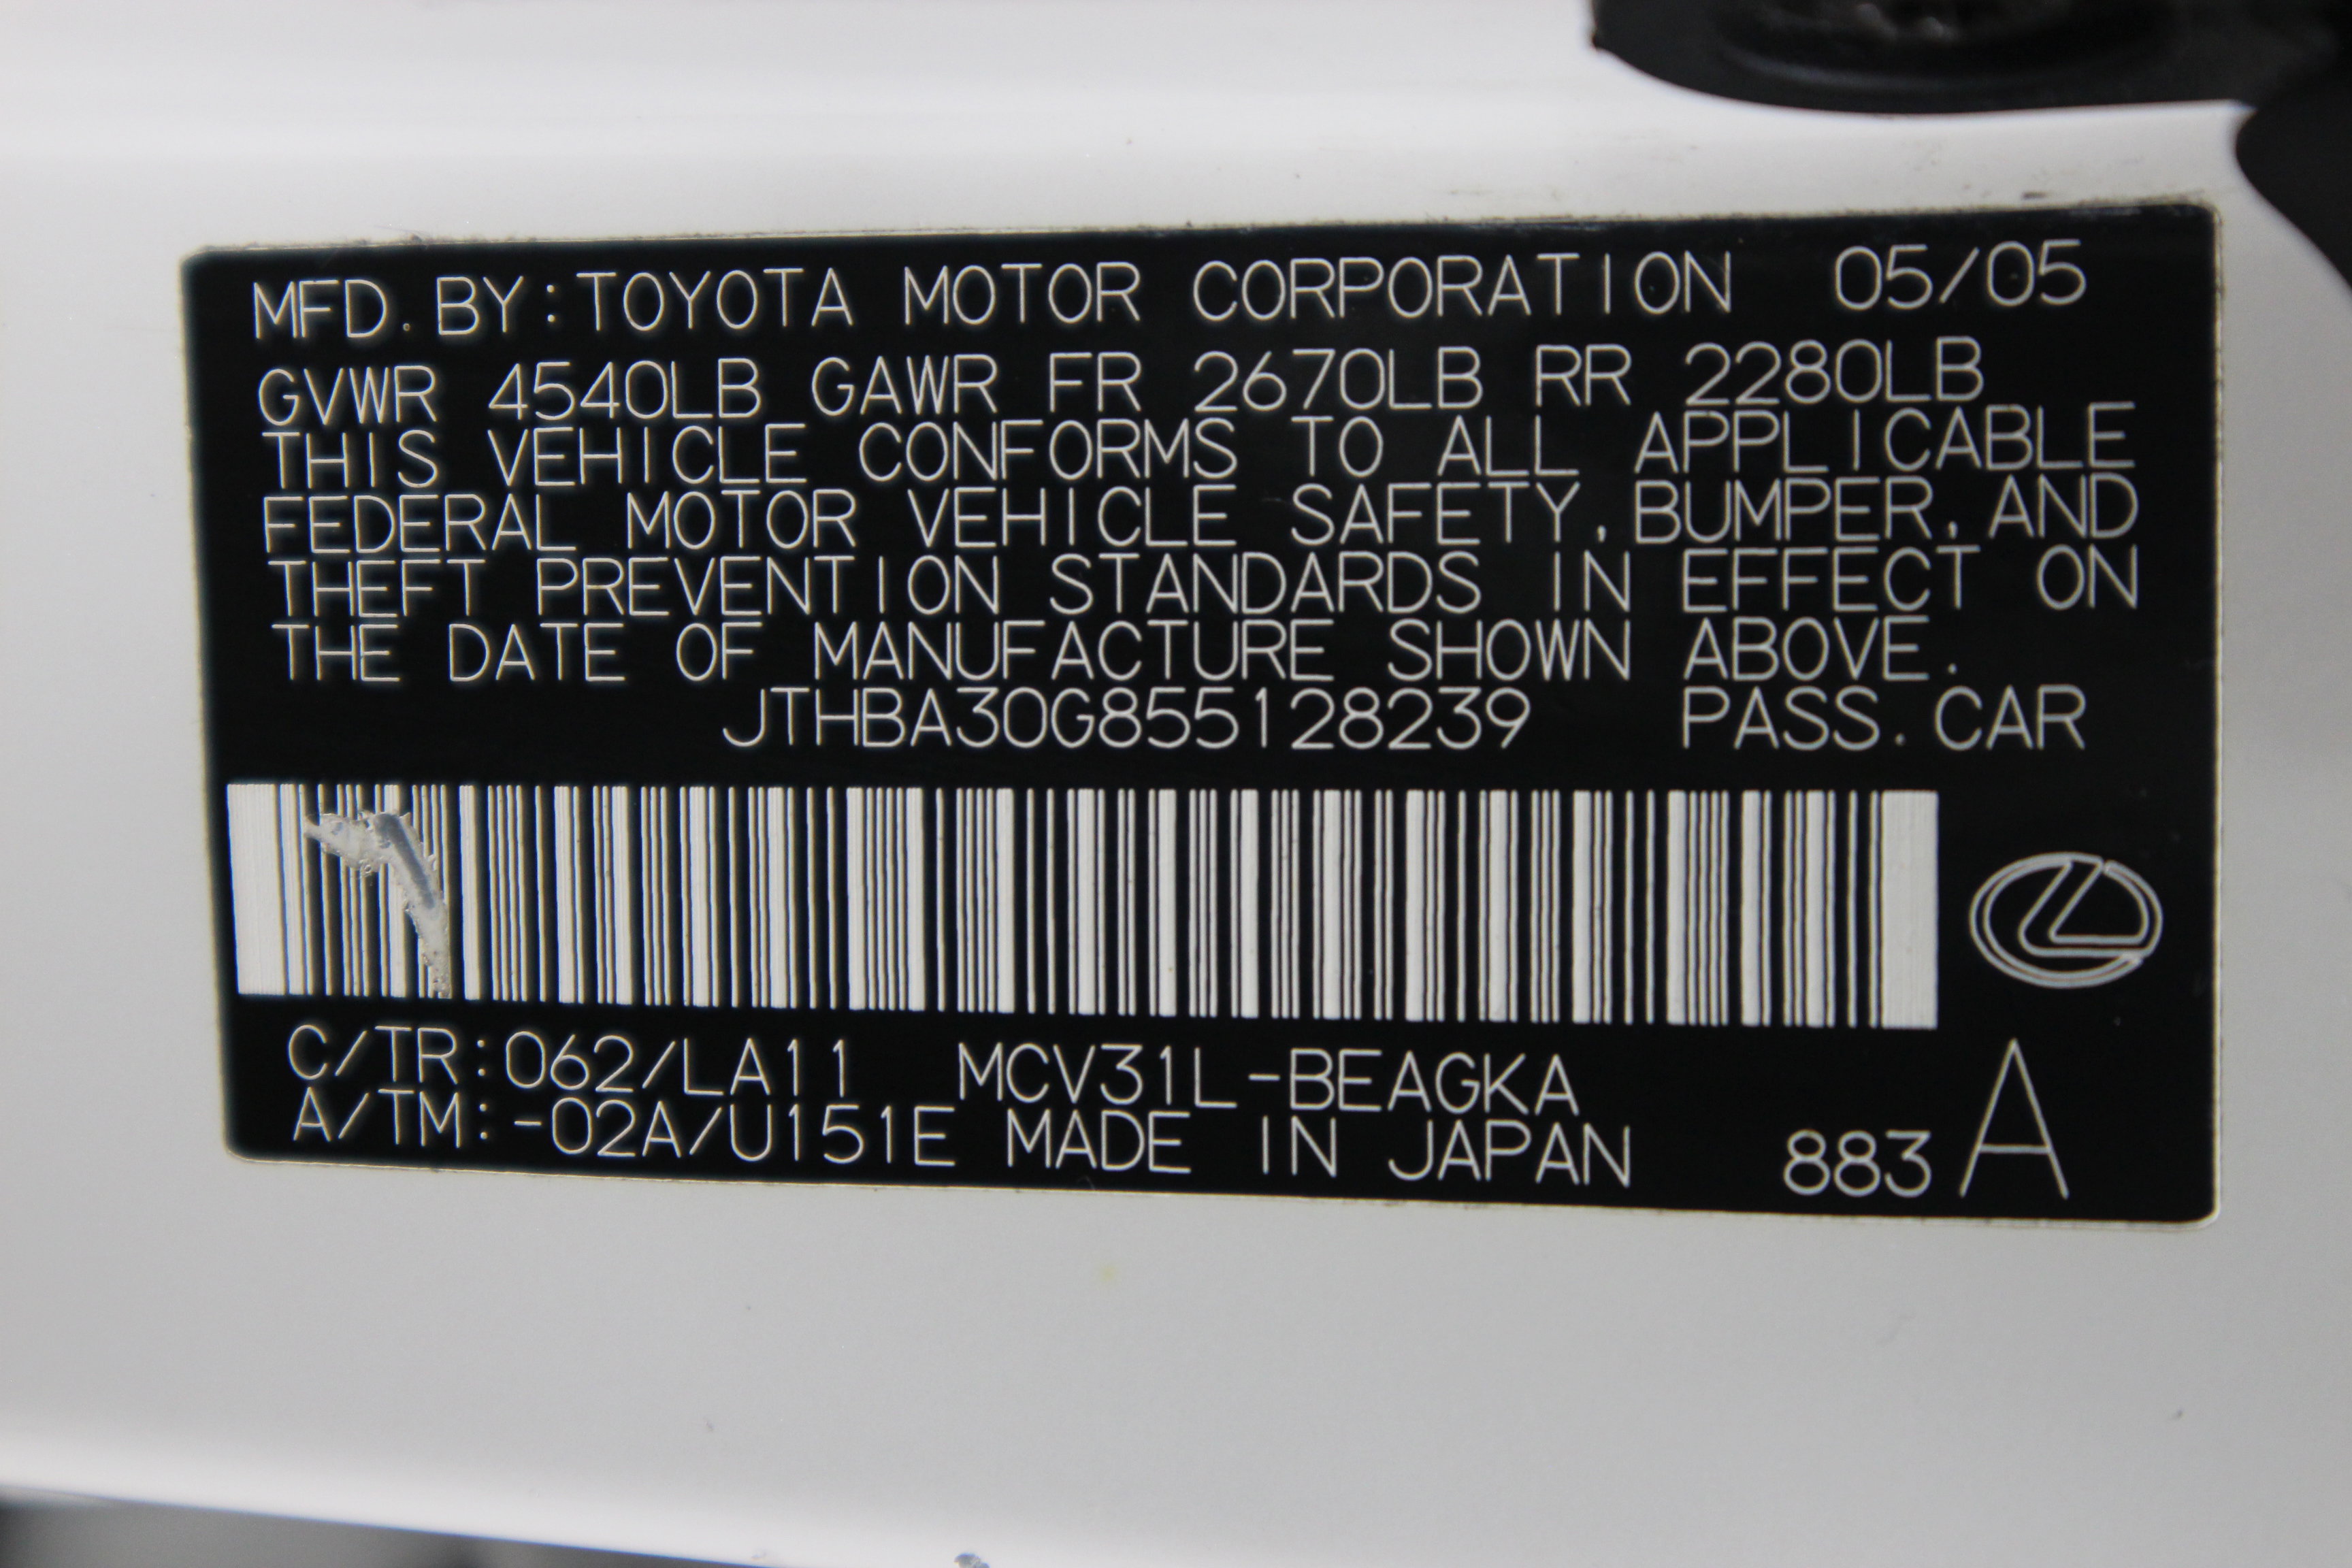 MFD. BY:TOYOTA MOTOR CORPORATION 05/05
GVWR 4540LB GAWR FR 2670LB RR 2280LB
THIS VEHICLE CONFORMS TO ALL APPLICABLE
FEDERAL MOTOR VEHICLE SAFETY, BUMPER, AND
THEFT PREVENTION STANDARDS IN EFFECT ON
THE DATE OF MANUFACTURE SHOWN ABOVE.
JTHBA30G855128239 PASS. CAR
C/TR:062/LA11 MCV31L-BEAGKA
A/TM:-02A/U151E MADE IN JAPAN 883 A